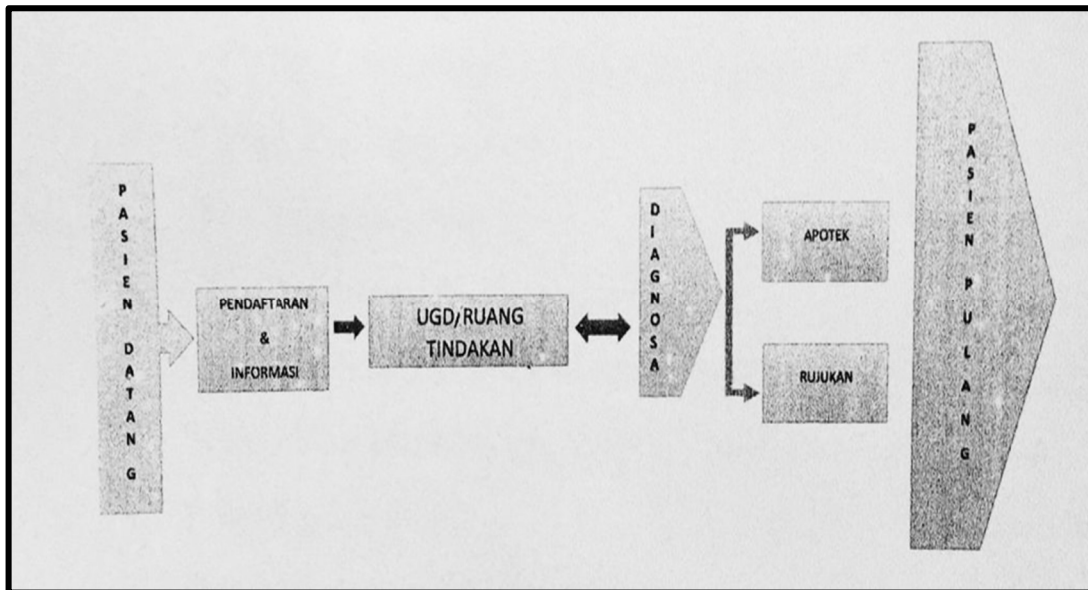 PASIEN DATANG
PENDAFTARAN
&
INFORMASI
UGD/RUANG
TINDAKAN
DIAGNOSA
APOTEK
RUJUKAN
PASIEN PULANG